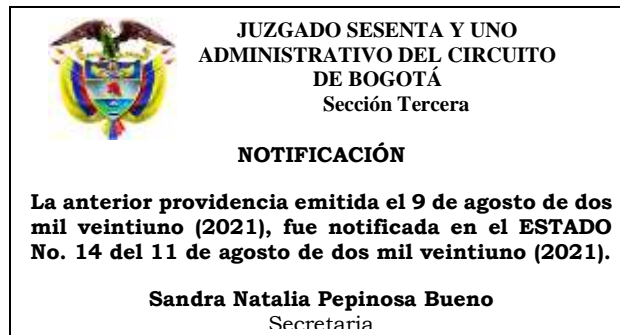 JUZGADO SESENTA Y UNO
ADMINISTRATIVO DEL CIRCUITO
DE BOGOTÁ
Sección Tercera
NOTIFICACIÓN
La anterior providencia emitida el 9 de agosto de dos
mil veintiuno (2021), fue notificada en el ESTADO
No. 14 del 11 de agosto de dos mil veintiuno (2021).
Sandra Natalia Pepinosa Bueno
Secretaria